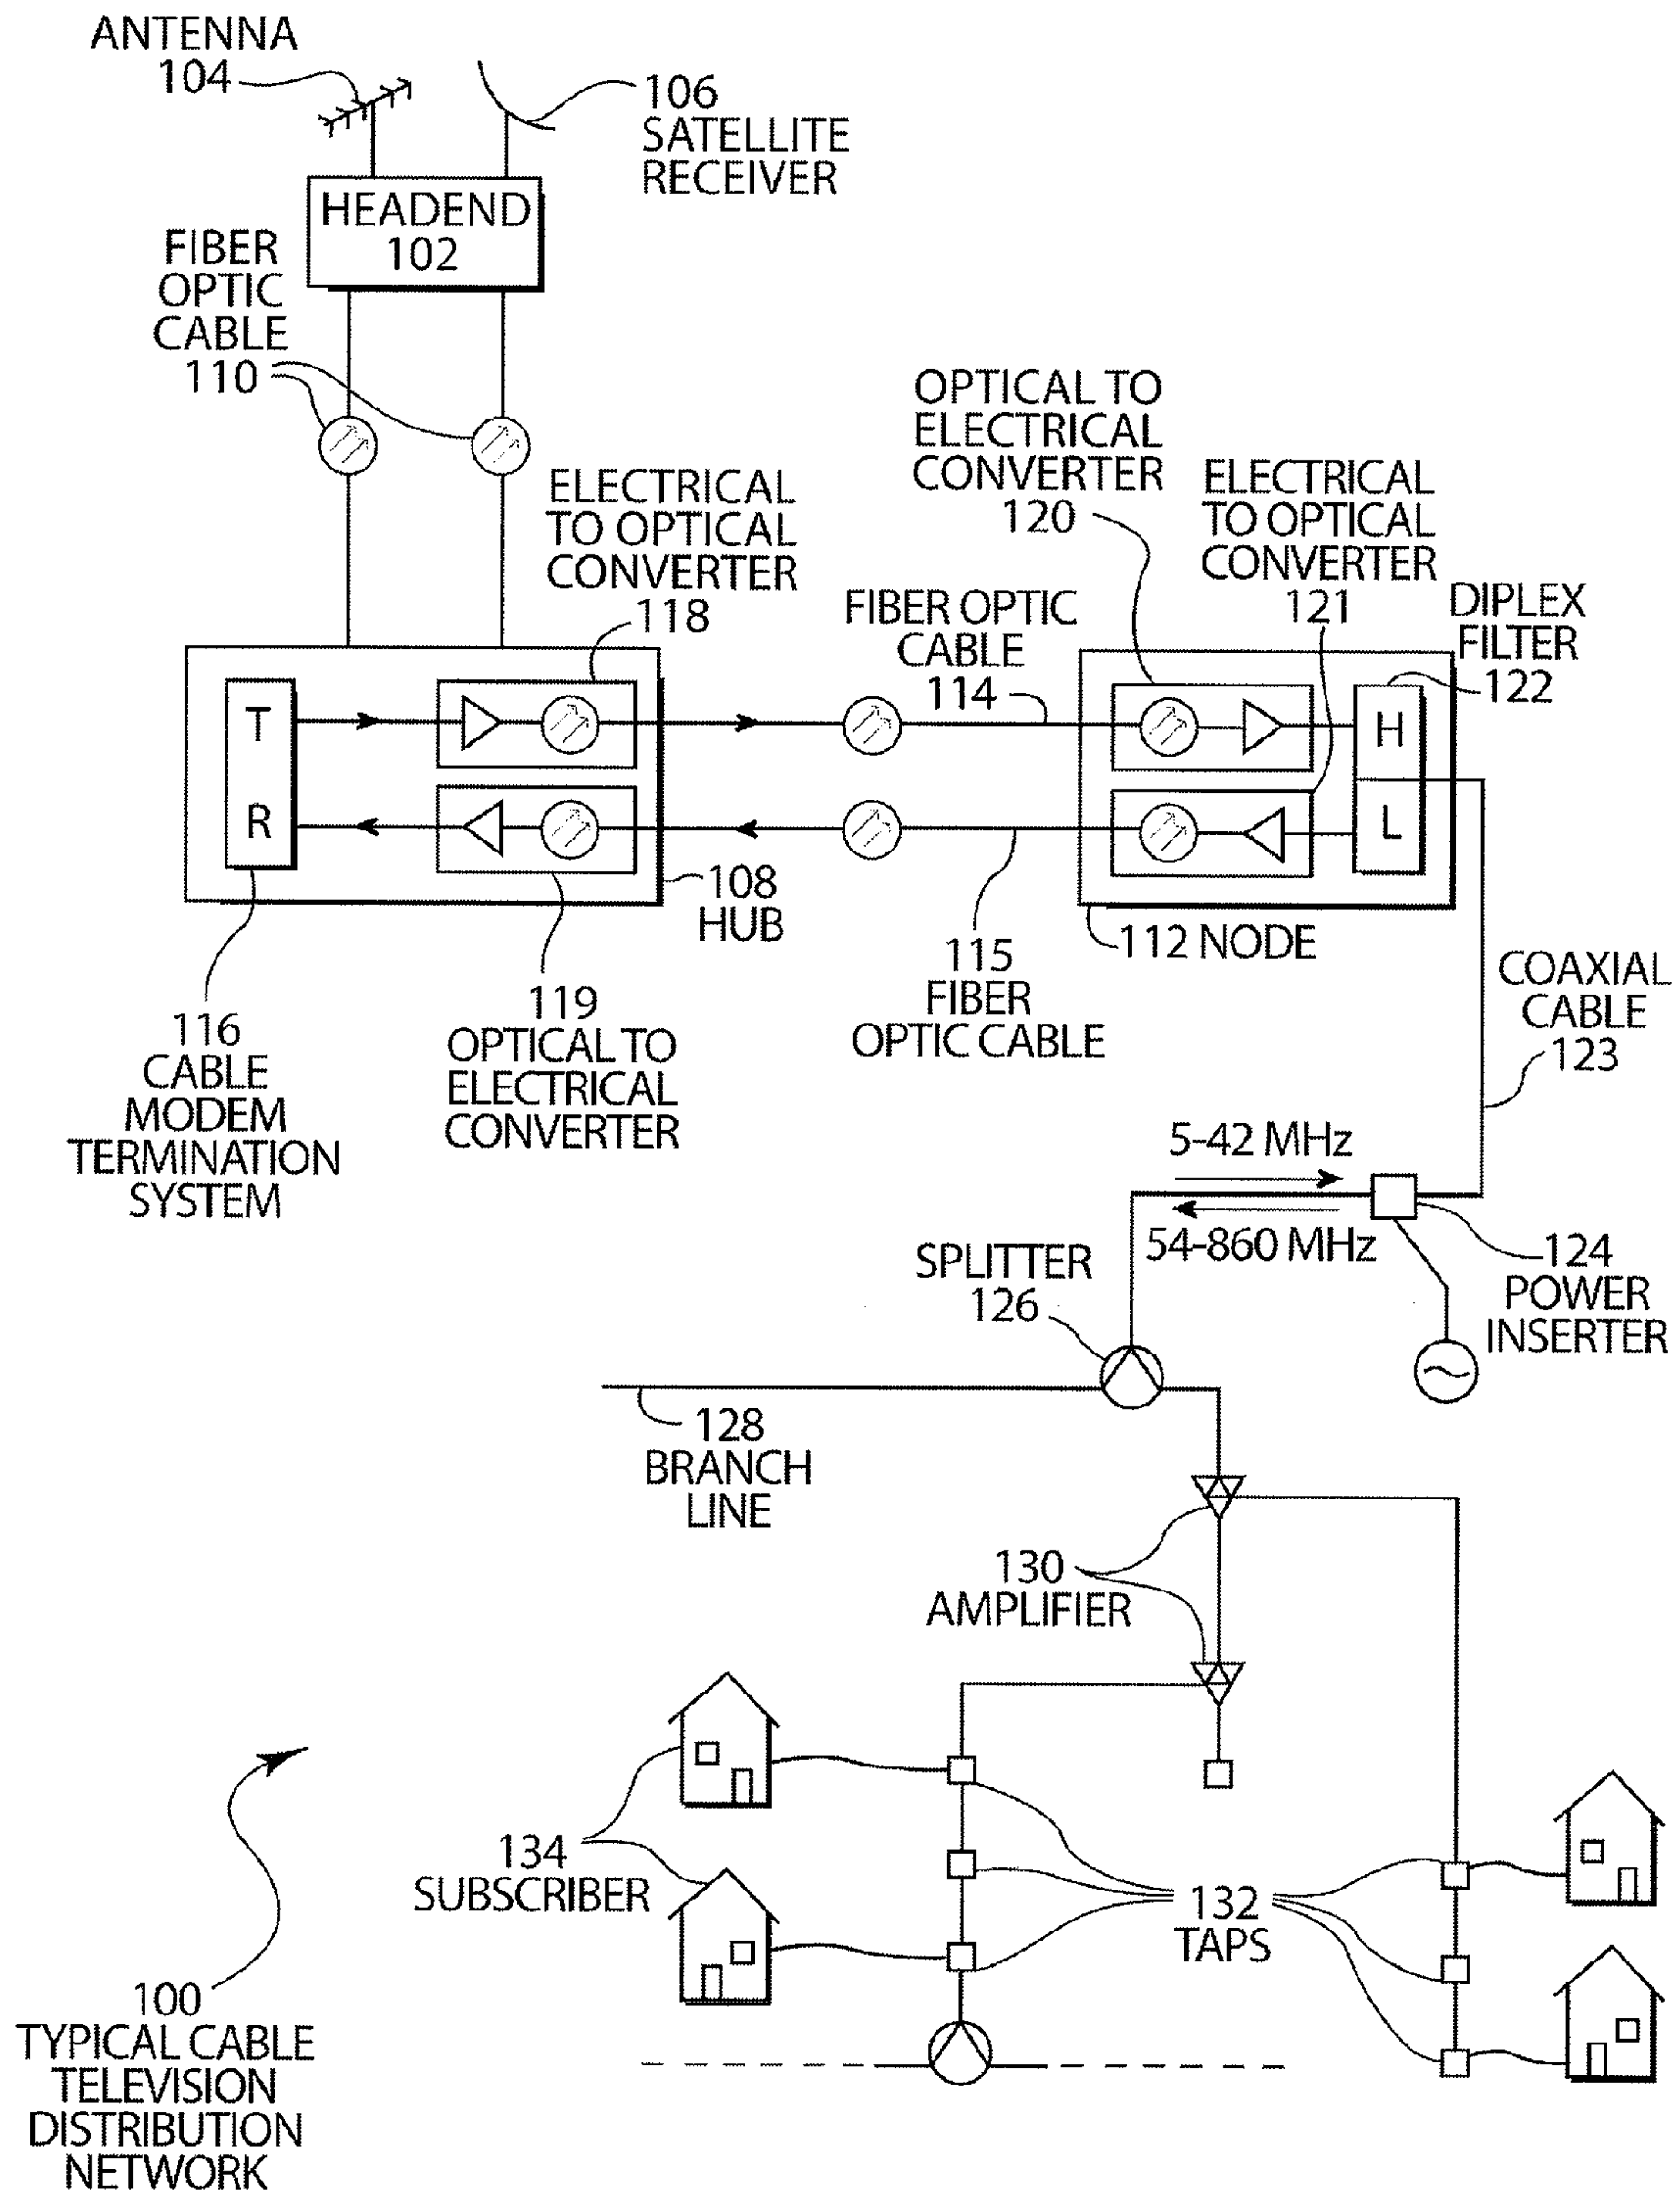 ANTENNA
104
106
SATELLITE
RECEIVER
HEADEND
102
FIBER
OPTIC
CABLE
110
ELECTRICAL
TO OPTICAL
CONVERTER
118
OPTICAL TO
ELECTRICAL
CONVERTER
120
ELECTRICAL
TO OPTICAL
CONVERTER
121
FIBER OPTIC
CABLE
114
DIPLEX
FILTER
122
T
R
H
L
108
HUB
112 NODE
115
FIBER
OPTIC CABLE
116
CABLE
MODEM
TERMINATION
SYSTEM
119
OPTICAL TO
ELECTRICAL
CONVERTER
COAXIAL
CABLE
123
5-42 MHz
54-860 MHz
124
POWER
INSERTER
SPLITTER
126
128
BRANCH
LINE
130
AMPLIFIER
134
SUBSCRIBER
132
TAPS
100
TYPICAL CABLE
TELEVISION
DISTRIBUTION
NETWORK